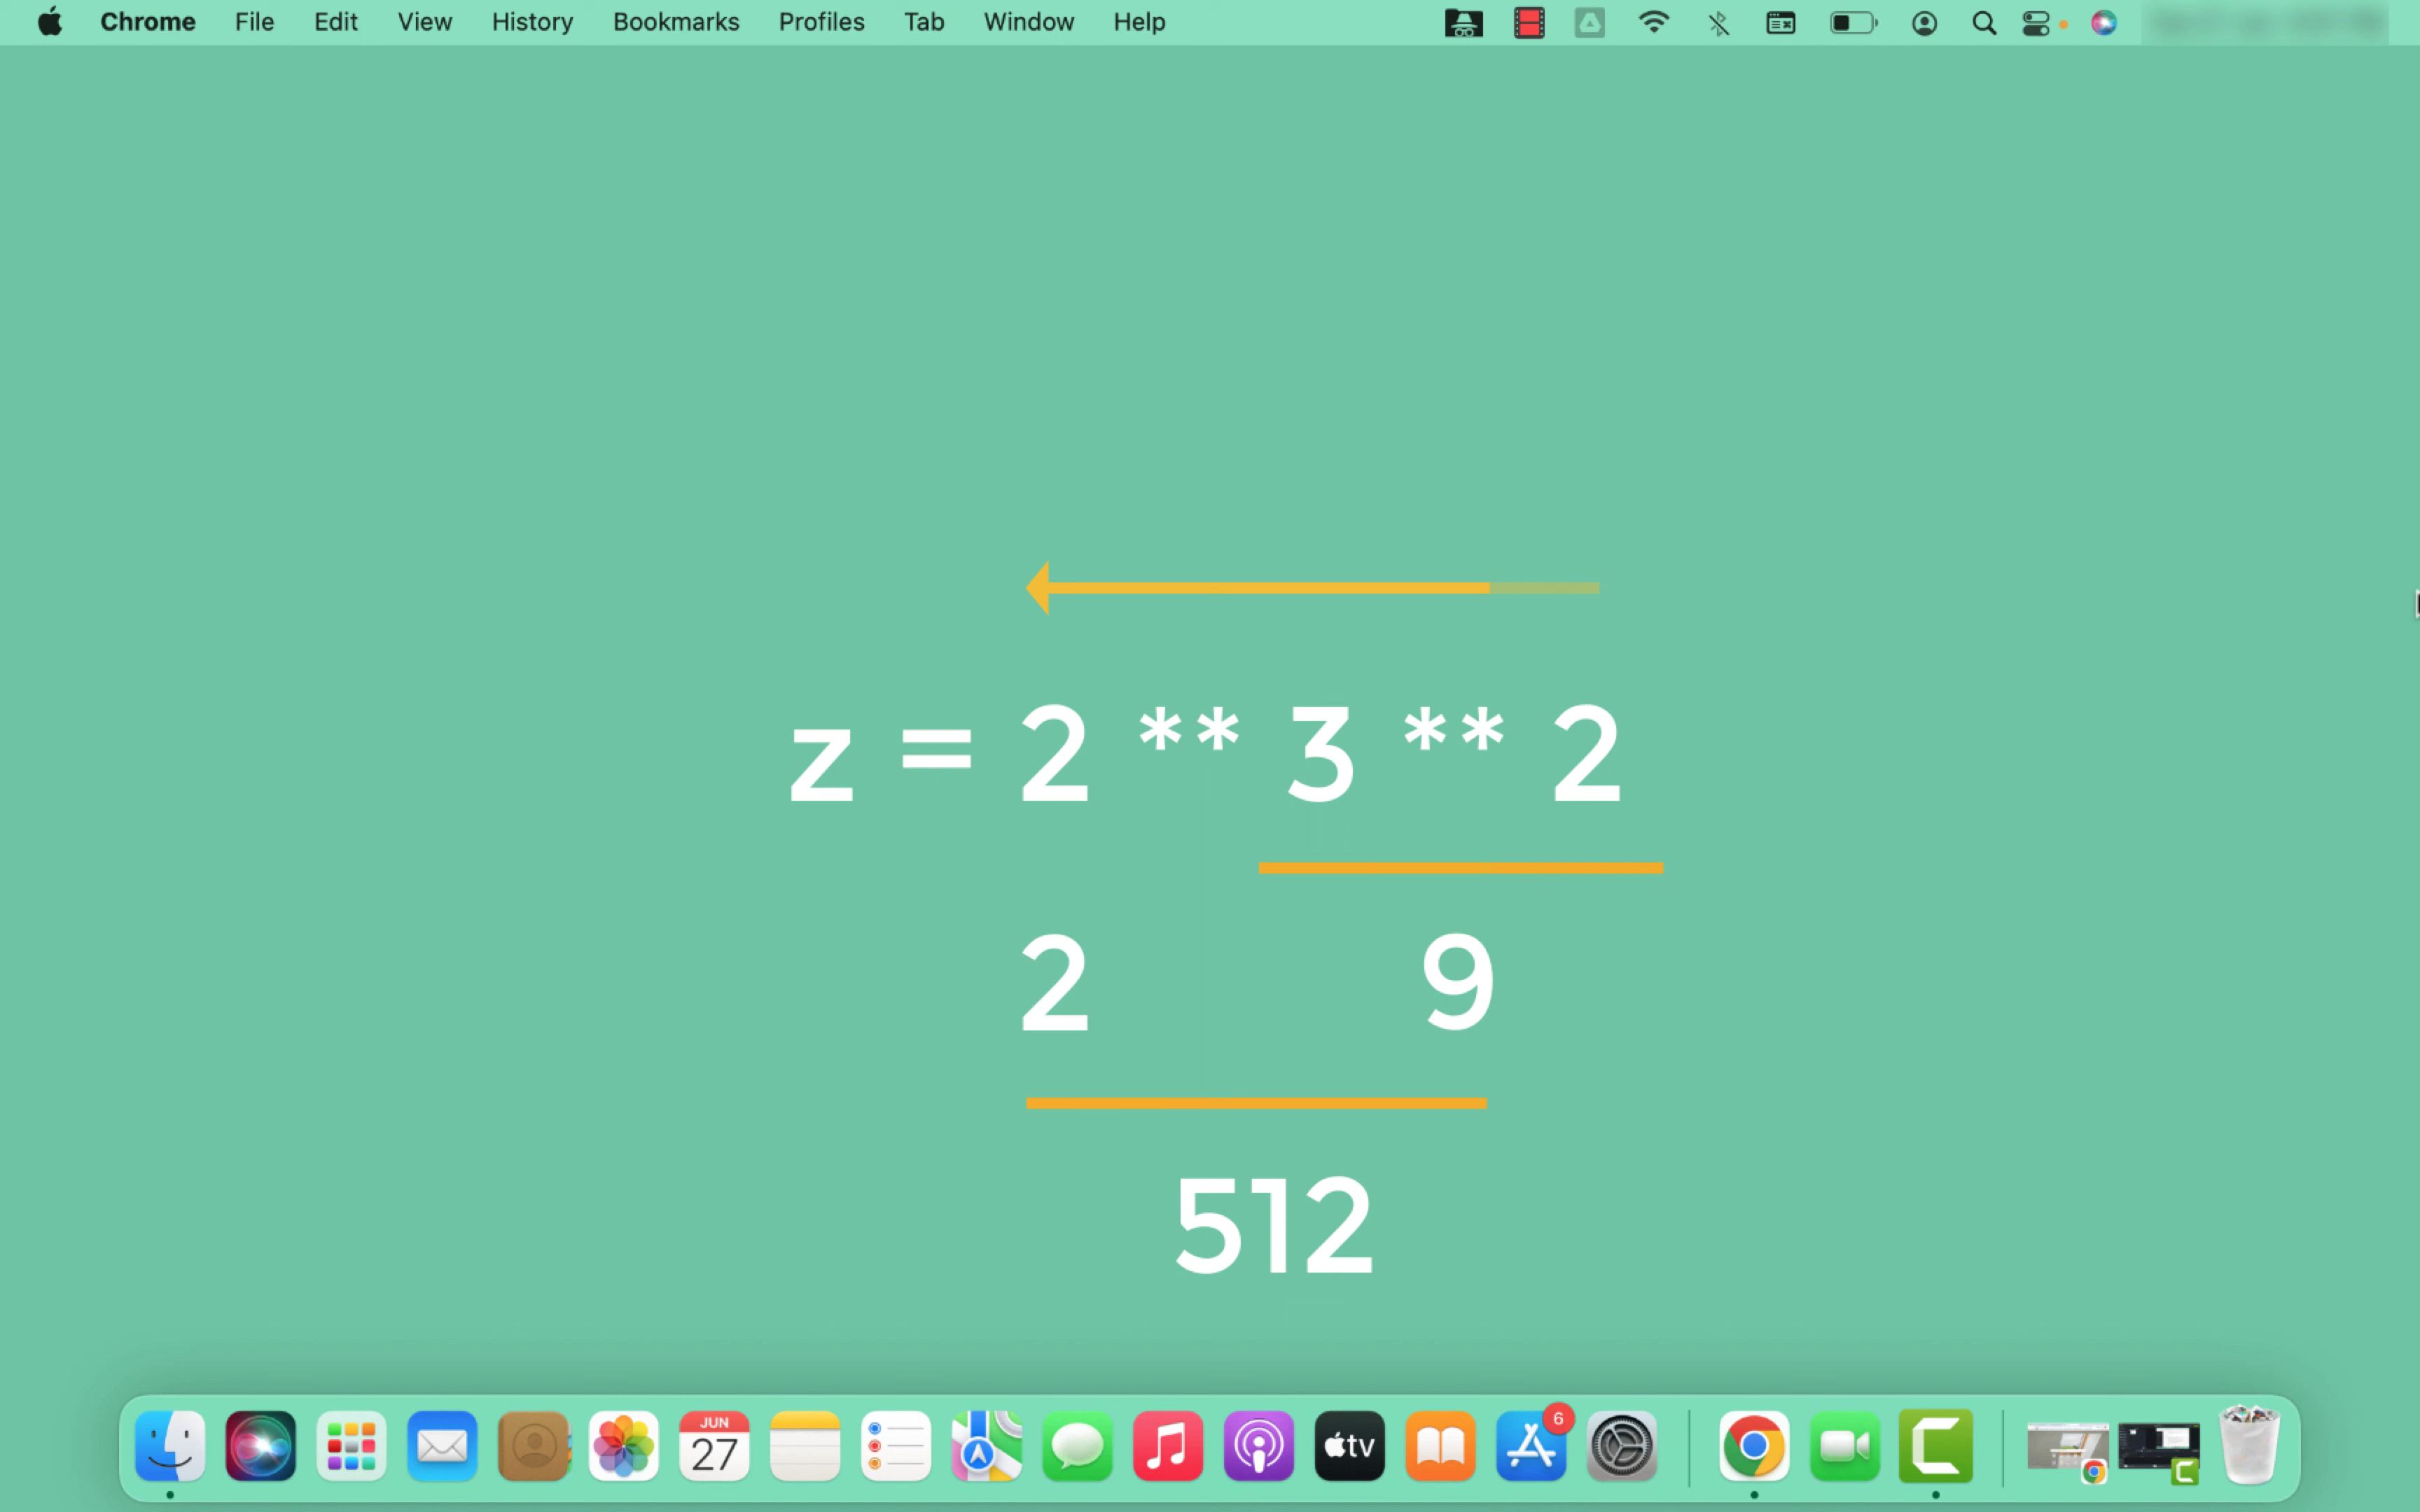 Chrome File Edit View History Bookmarks Profiles Tab Window Help
z = 2 ** 3 ** 2
2 9
512
JUN
27
tv
6